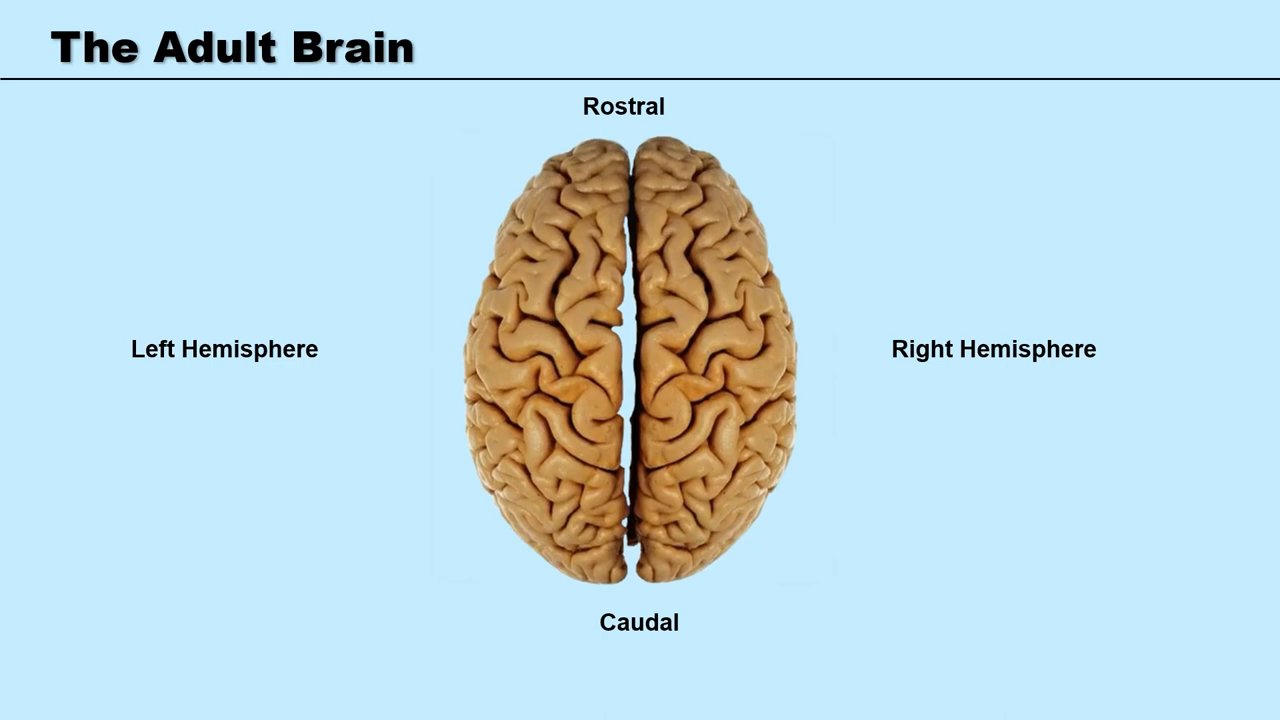 The Adult Brain
Rostral
Left Hemisphere
Right Hemisphere
Caudal